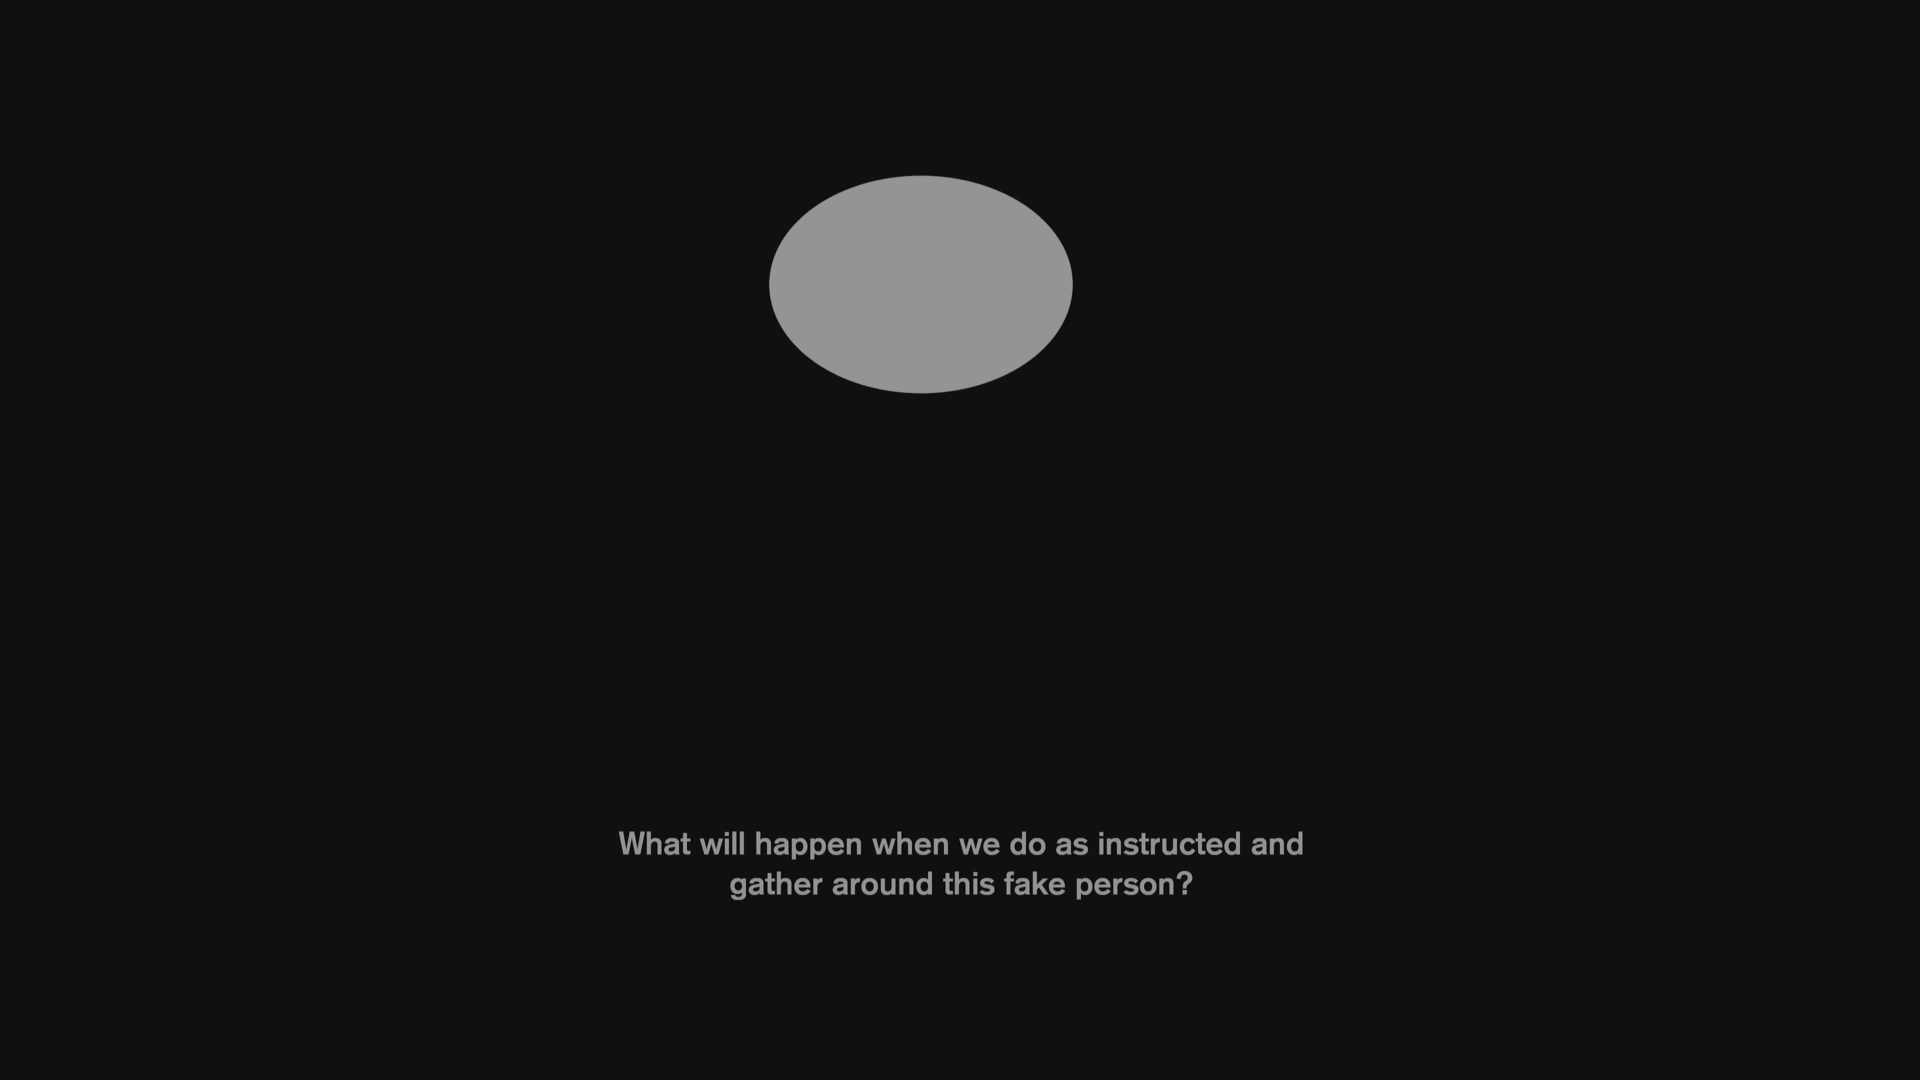 What will happen when we do as instructed and
gather around this fake person?